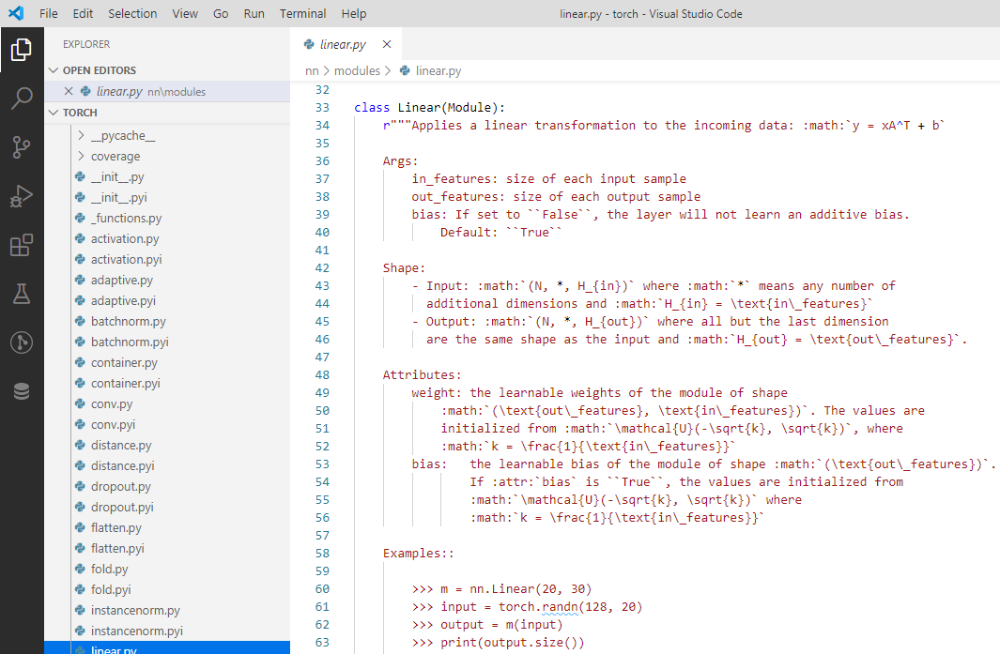 File Edit Selection View Go Run Terminal Help linear.py - torch - Visual Studio Code
EXPLORER
OPEN EDITORS
linear.py nn\modules
TORCH
__pycache__
coverage
__init__.py
__init__.pyi
_functions.py
activation.py
activation.pyi
adaptive.py
adaptive.pyi
batchnorm.py
batchnorm.pyi
container.py
container.pyi
conv.py
conv.pyi
distance.py
distance.pyi
dropout.py
dropout.pyi
flatten.py
flatten.pyi
fold.py
fold.pyi
instancenorm.py
instancenorm.pyi
linear.py
linear.py
nn > modules > linear.py
32
33 class Linear(Module):
34 r"""Applies a linear transformation to the incoming data: :math:`y = xA^T + b`
35
36 Args:
37 in_features: size of each input sample
38 out_features: size of each output sample
39 bias: If set to ``False``, the layer will not learn an additive bias.
40 Default: ``True``
41
42 Shape:
43 - Input: :math:`(N, *, H_{in})` where :math:`*` means any number of
44 additional dimensions and :math:`H_{in} = \text{in\_features}`
45 - Output: :math:`(N, *, H_{out})` where all but the last dimension
46 are the same shape as the input and :math:`H_{out} = \text{out\_features}`.
47
48 Attributes:
49 weight: the learnable weights of the module of shape
50 :math:`(\text{out\_features}, \text{in\_features})`. The values are
51 initialized from :math:`\mathcal{U}(-\sqrt{k}, \sqrt{k})`, where
52 :math:`k = \frac{1}{\text{in\_features}}`
53 bias: the learnable bias of the module of shape :math:`(\text{out\_features})`.
54 If :attr:`bias` is ``True``, the values are initialized from
55 :math:`\mathcal{U}(-\sqrt{k}, \sqrt{k})` where
56 :math:`k = \frac{1}{\text{in\_features}}`
57
58 Examples::
59
60 >>> m = nn.Linear(20, 30)
61 >>> input = torch.randn(128, 20)
62 >>> output = m(input)
63 >>> print(output.size())